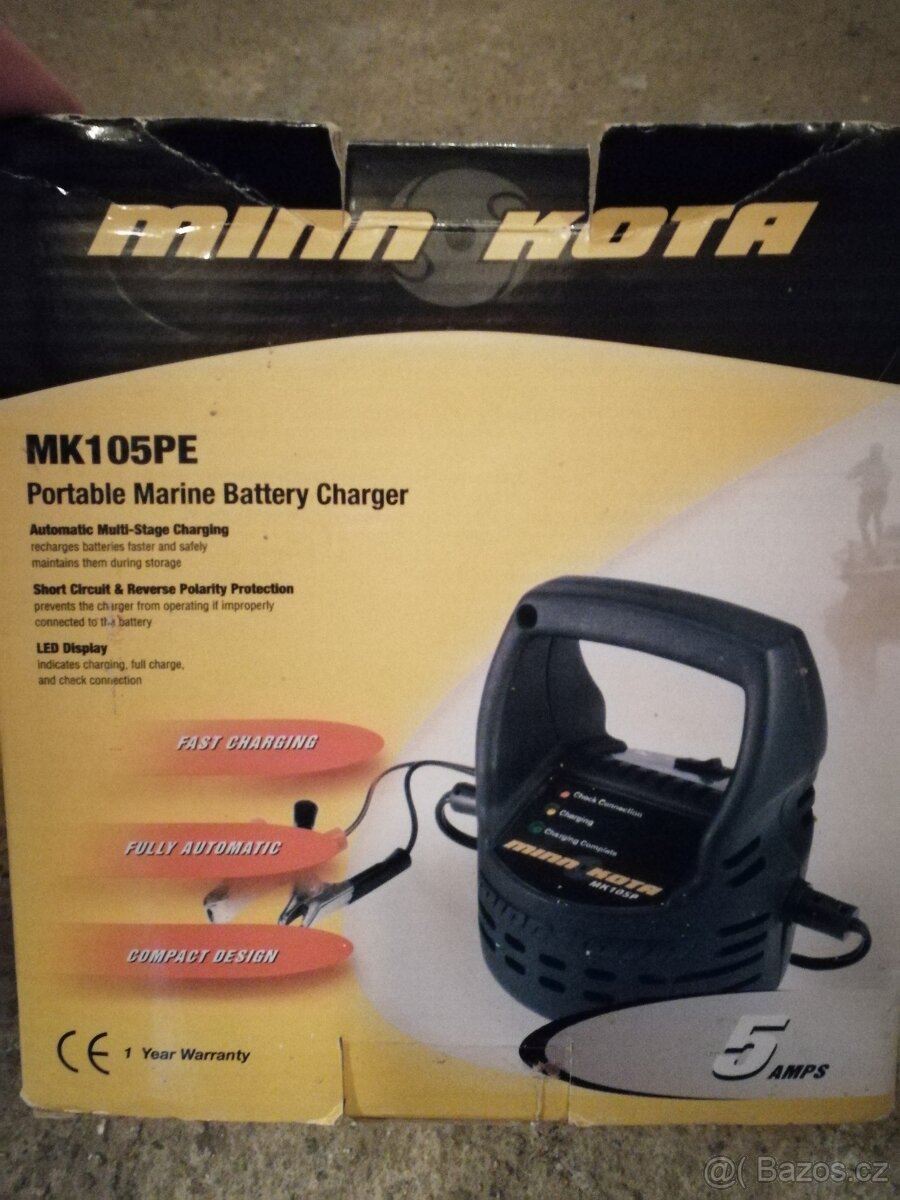 MINN KOTA
MK105PE
Portable Marine Battery Charger
Automatic Multi-Stage Charging
recharges batteries faster and safely
maintains them during storage
Short Circuit & Reverse Polarity Protection
prevents the charger from operating if improperly
connected to the battery
LED Display
indicates charging, full charge,
and check connection
FAST CHARGING
FULLY AUTOMATIC
COMPACT DESIGN
Check Connection
Charging
Charging Complete
MINN KOTA
MK105P
CE 1 Year Warranty
5 AMPS
@( Bazos.cz